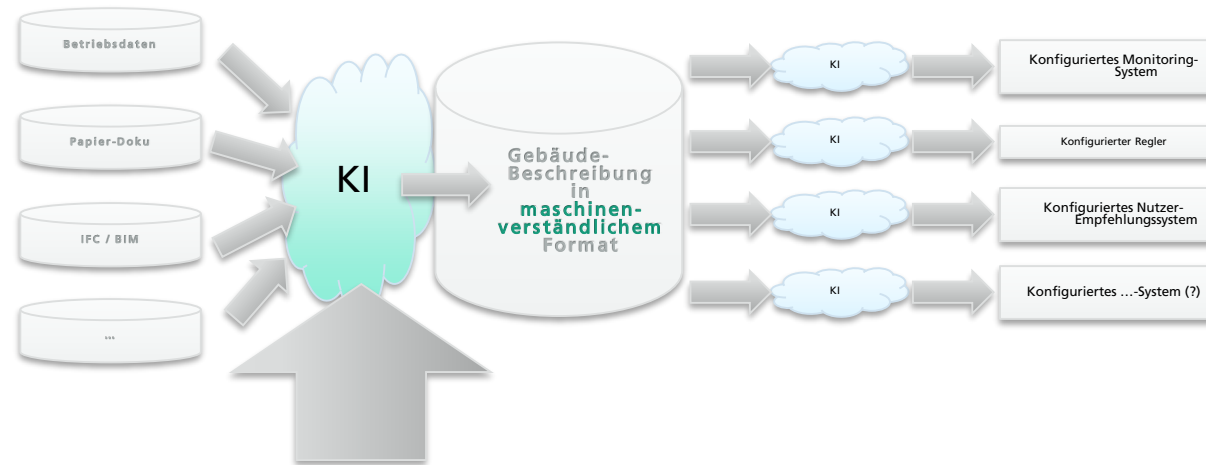 Betriebsdaten
Papier-Doku
IFC / BIM
...
KI
Gebäude-
Beschreibung
in
maschinen-
verständlichem
Format
KI
Konfiguriertes Monitoring-
System
KI
Konfigurierter Regler
KI
Konfiguriertes Nutzer-
Empfehlungssystem
KI
Konfiguriertes ...-System (?)